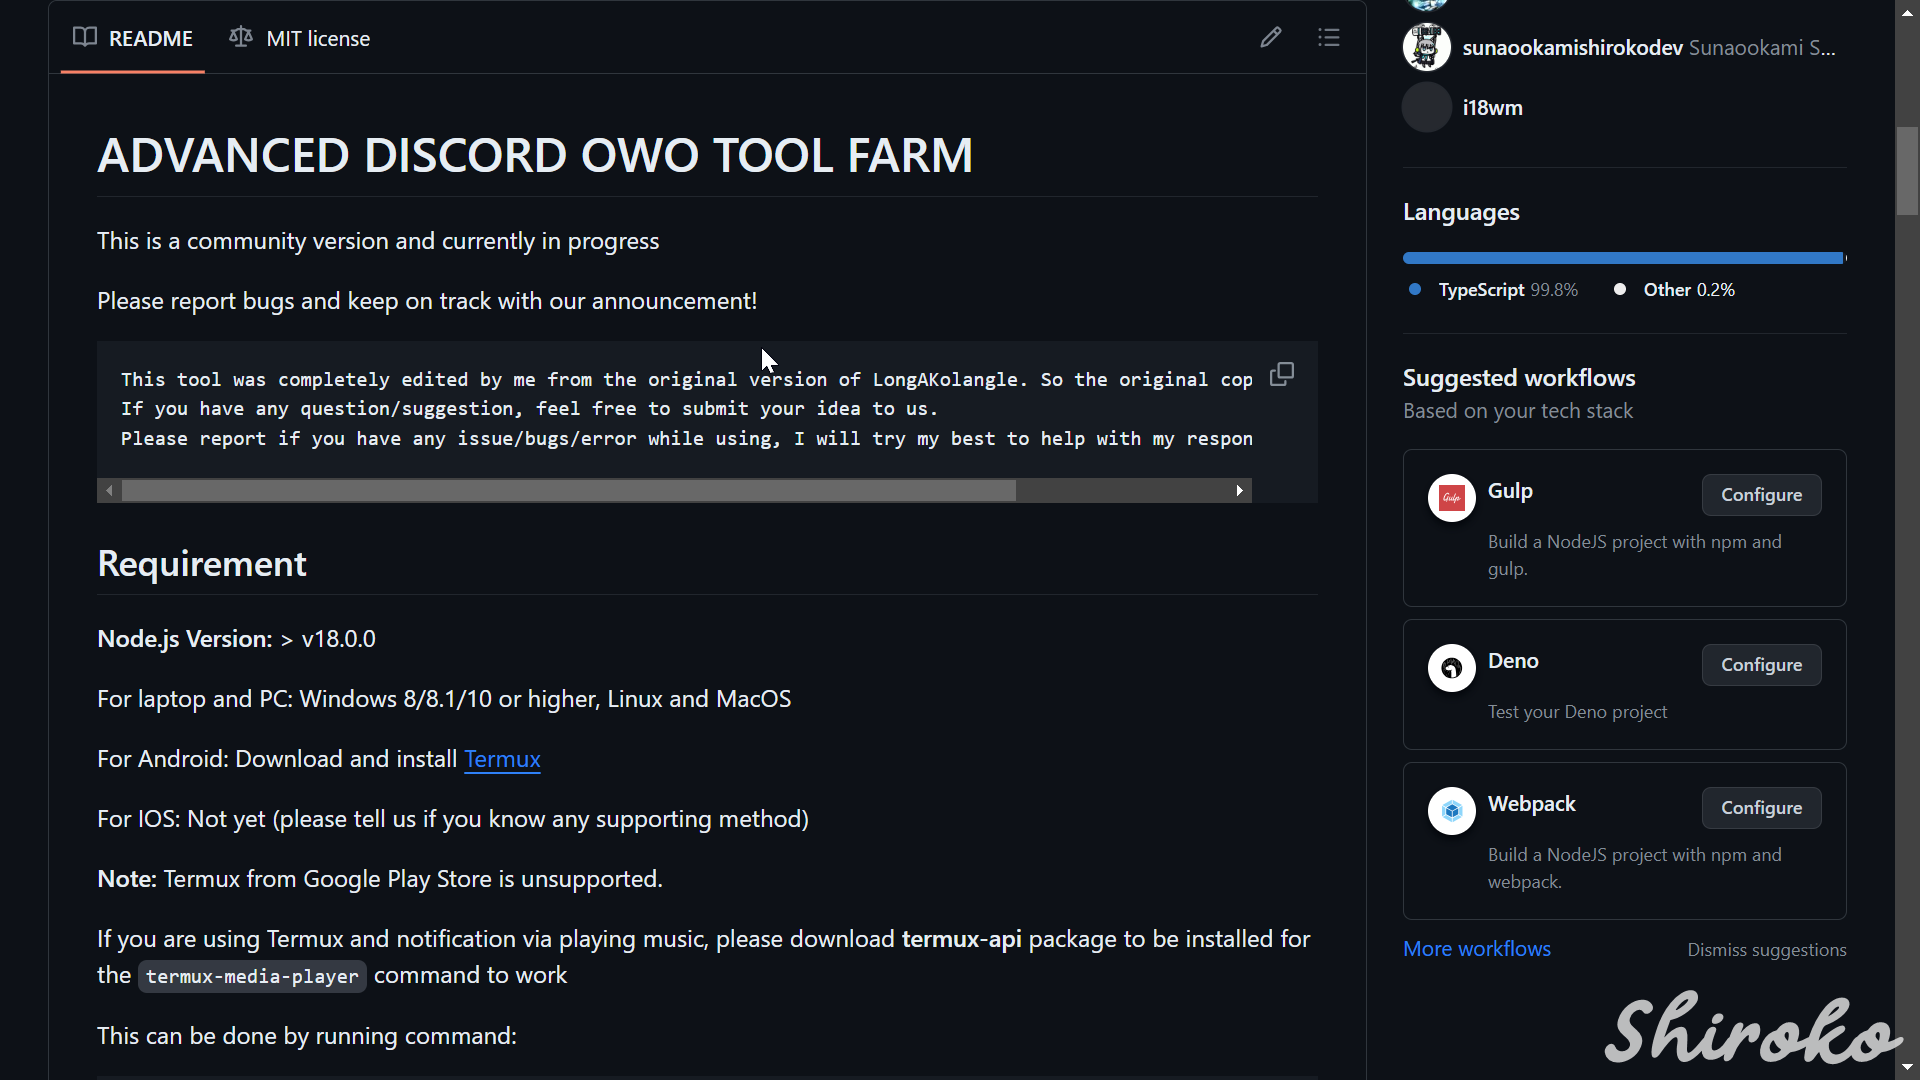 README
MIT license
ADVANCED DISCORD OWO TOOL FARM
This is a community version and currently in progress
Please report bugs and keep on track with our announcement!
This tool was completely edited by me from the original version of LongAKolangle. So the original cop
If you have any question/suggestion, feel free to submit your idea to us.
Please report if you have any issue/bugs/error while using, I will try my best to help with my respon
Requirement
Node.js Version: > v18.0.0
For laptop and PC: Windows 8/8.1/10 or higher, Linux and MacOS
For Android: Download and install Termux
For IOS: Not yet (please tell us if you know any supporting method)
Note: Termux from Google Play Store is unsupported.
If you are using Termux and notification via playing music, please download termux-api package to be installed for
the termux-media-player command to work
This can be done by running command:
sunaookamishirokodev Sunaookami S...
i18wm
Languages
TypeScript 99.8%
Other 0.2%
Suggested workflows
Based on your tech stack
Gulp
Configure
Build a NodeJS project with npm and
gulp.
Deno
Configure
Test your Deno project
Webpack
Configure
Build a NodeJS project with npm and
webpack.
More workflows
Dismiss suggestions
Shiroko